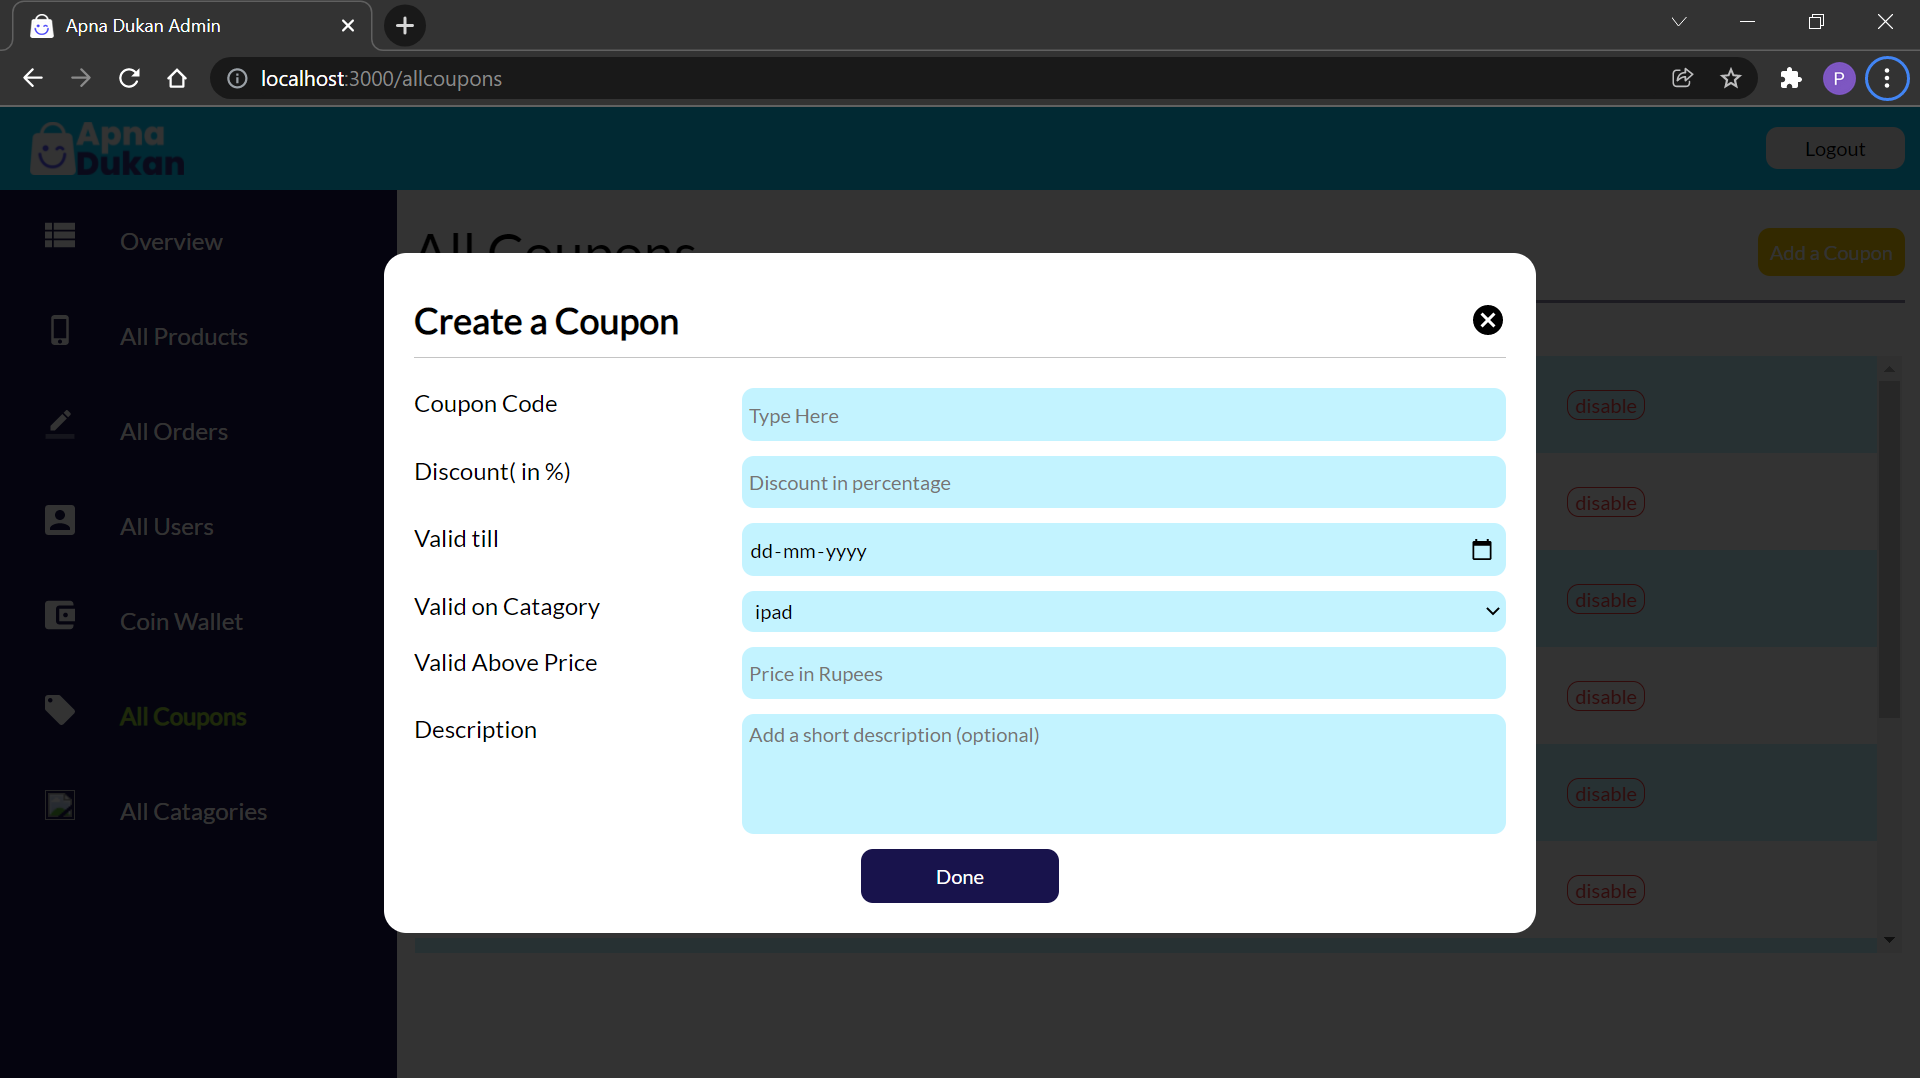 Apna Dukan Admin
localhost:3000/allcoupons
P
Apna
Dukan
Logout
Overview
All Products
All Orders
All Users
Coin Wallet
All Coupons
All Catagories
All Coupons
Add a Coupon
Create a Coupon
Coupon Code
Type Here
Discount( in %)
Discount in percentage
Valid till
dd-mm-yyyy
Valid on Catagory
ipad
Valid Above Price
Price in Rupees
Description
Add a short description (optional)
Done
disable
disable
disable
disable
disable
disable